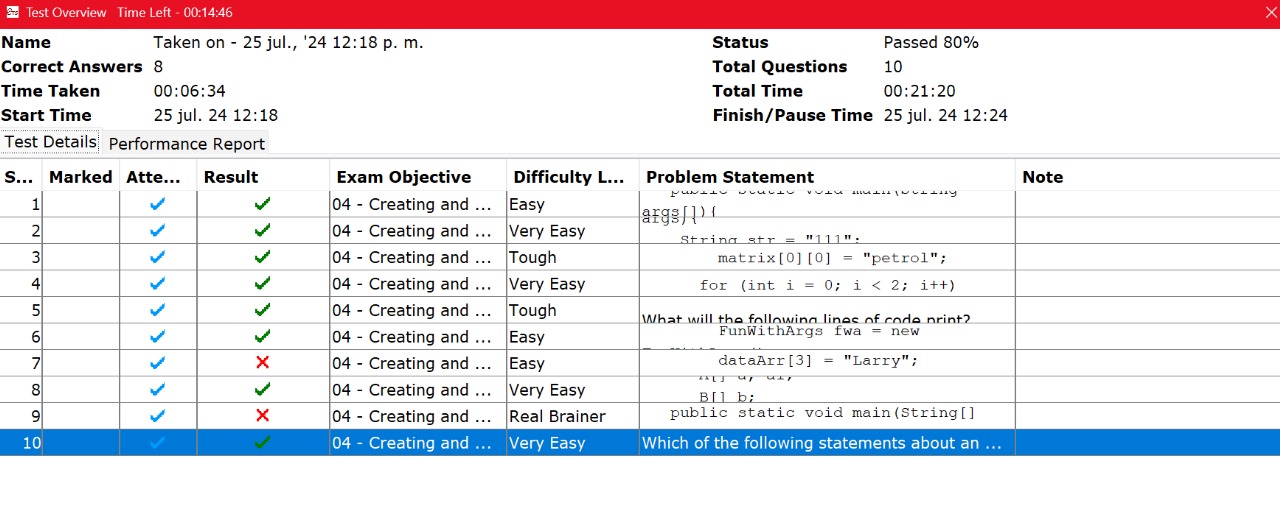 Test Overview Time Left - 00:14:46
Name Taken on - 25 jul., '24 12:18 p. m. Status Passed 80%
Correct Answers 8 Total Questions 10
Time Taken 00:06:34 Total Time 00:21:20
Start Time 25 jul. 24 12:18 Finish/Pause Time 25 jul. 24 12:24
Test Details Performance Report
S... Marked Atte... Result Exam Objective Difficulty L... Problem Statement Note
1 04 - Creating and ... Easy public static void main(String
args[]){
2 04 - Creating and ... Very Easy args){
String str = "111";
3 04 - Creating and ... Tough matrix[0][0] = "petrol";
4 04 - Creating and ... Very Easy for (int i = 0; i < 2; i++)
5 04 - Creating and ... Tough What will the following lines of code print?
6 04 - Creating and ... Easy FunWithArgs fwa = new
7 04 - Creating and ... Easy dataArr[3] = "Larry";
8 04 - Creating and ... Very Easy A[] a, a1;
B[] b;
9 04 - Creating and ... Real Brainer public static void main(String[]
10 04 - Creating and ... Very Easy Which of the following statements about an ...